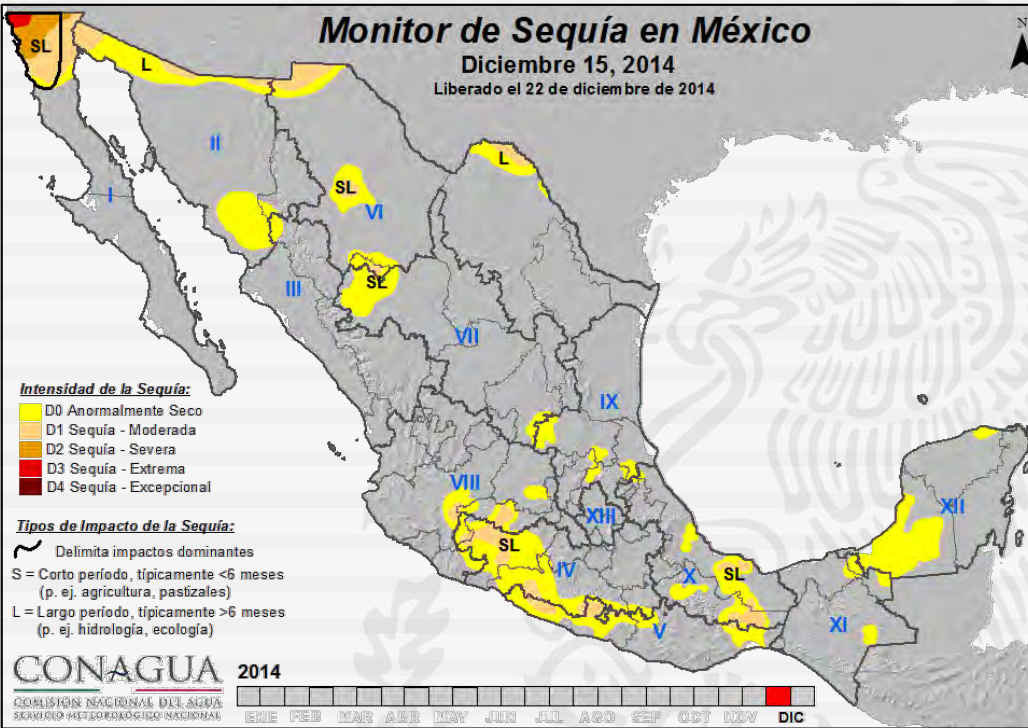 Monitor de Sequía en México
Diciembre 15, 2014
Liberado el 22 de diciembre de 2014
N
SL
L
L
II
I
SL
VI
SL
III
VII
IX
VIII
XIII
SL
IV
X
SL
V
XI
XII
Intensidad de la Sequía:
D0 Anormalmente Seco
D1 Sequía - Moderada
D2 Sequía - Severa
D3 Sequía - Extrema
D4 Sequía - Excepcional
Tipos de Impacto de la Sequía:
Delimita impactos dominantes
S = Corto período, típicamente <6 meses
(p. ej. agricultura, pastizales)
L = Largo período, típicamente >6 meses
(p. ej. hidrología, ecología)
CONAGUA
COMISIÓN NACIONAL DEL AGUA
SERVICIO METEOROLÓGICO NACIONAL
2014
ENE FEB MAR ABR MAY JUN JUL AGO SEP OCT NOV DIC